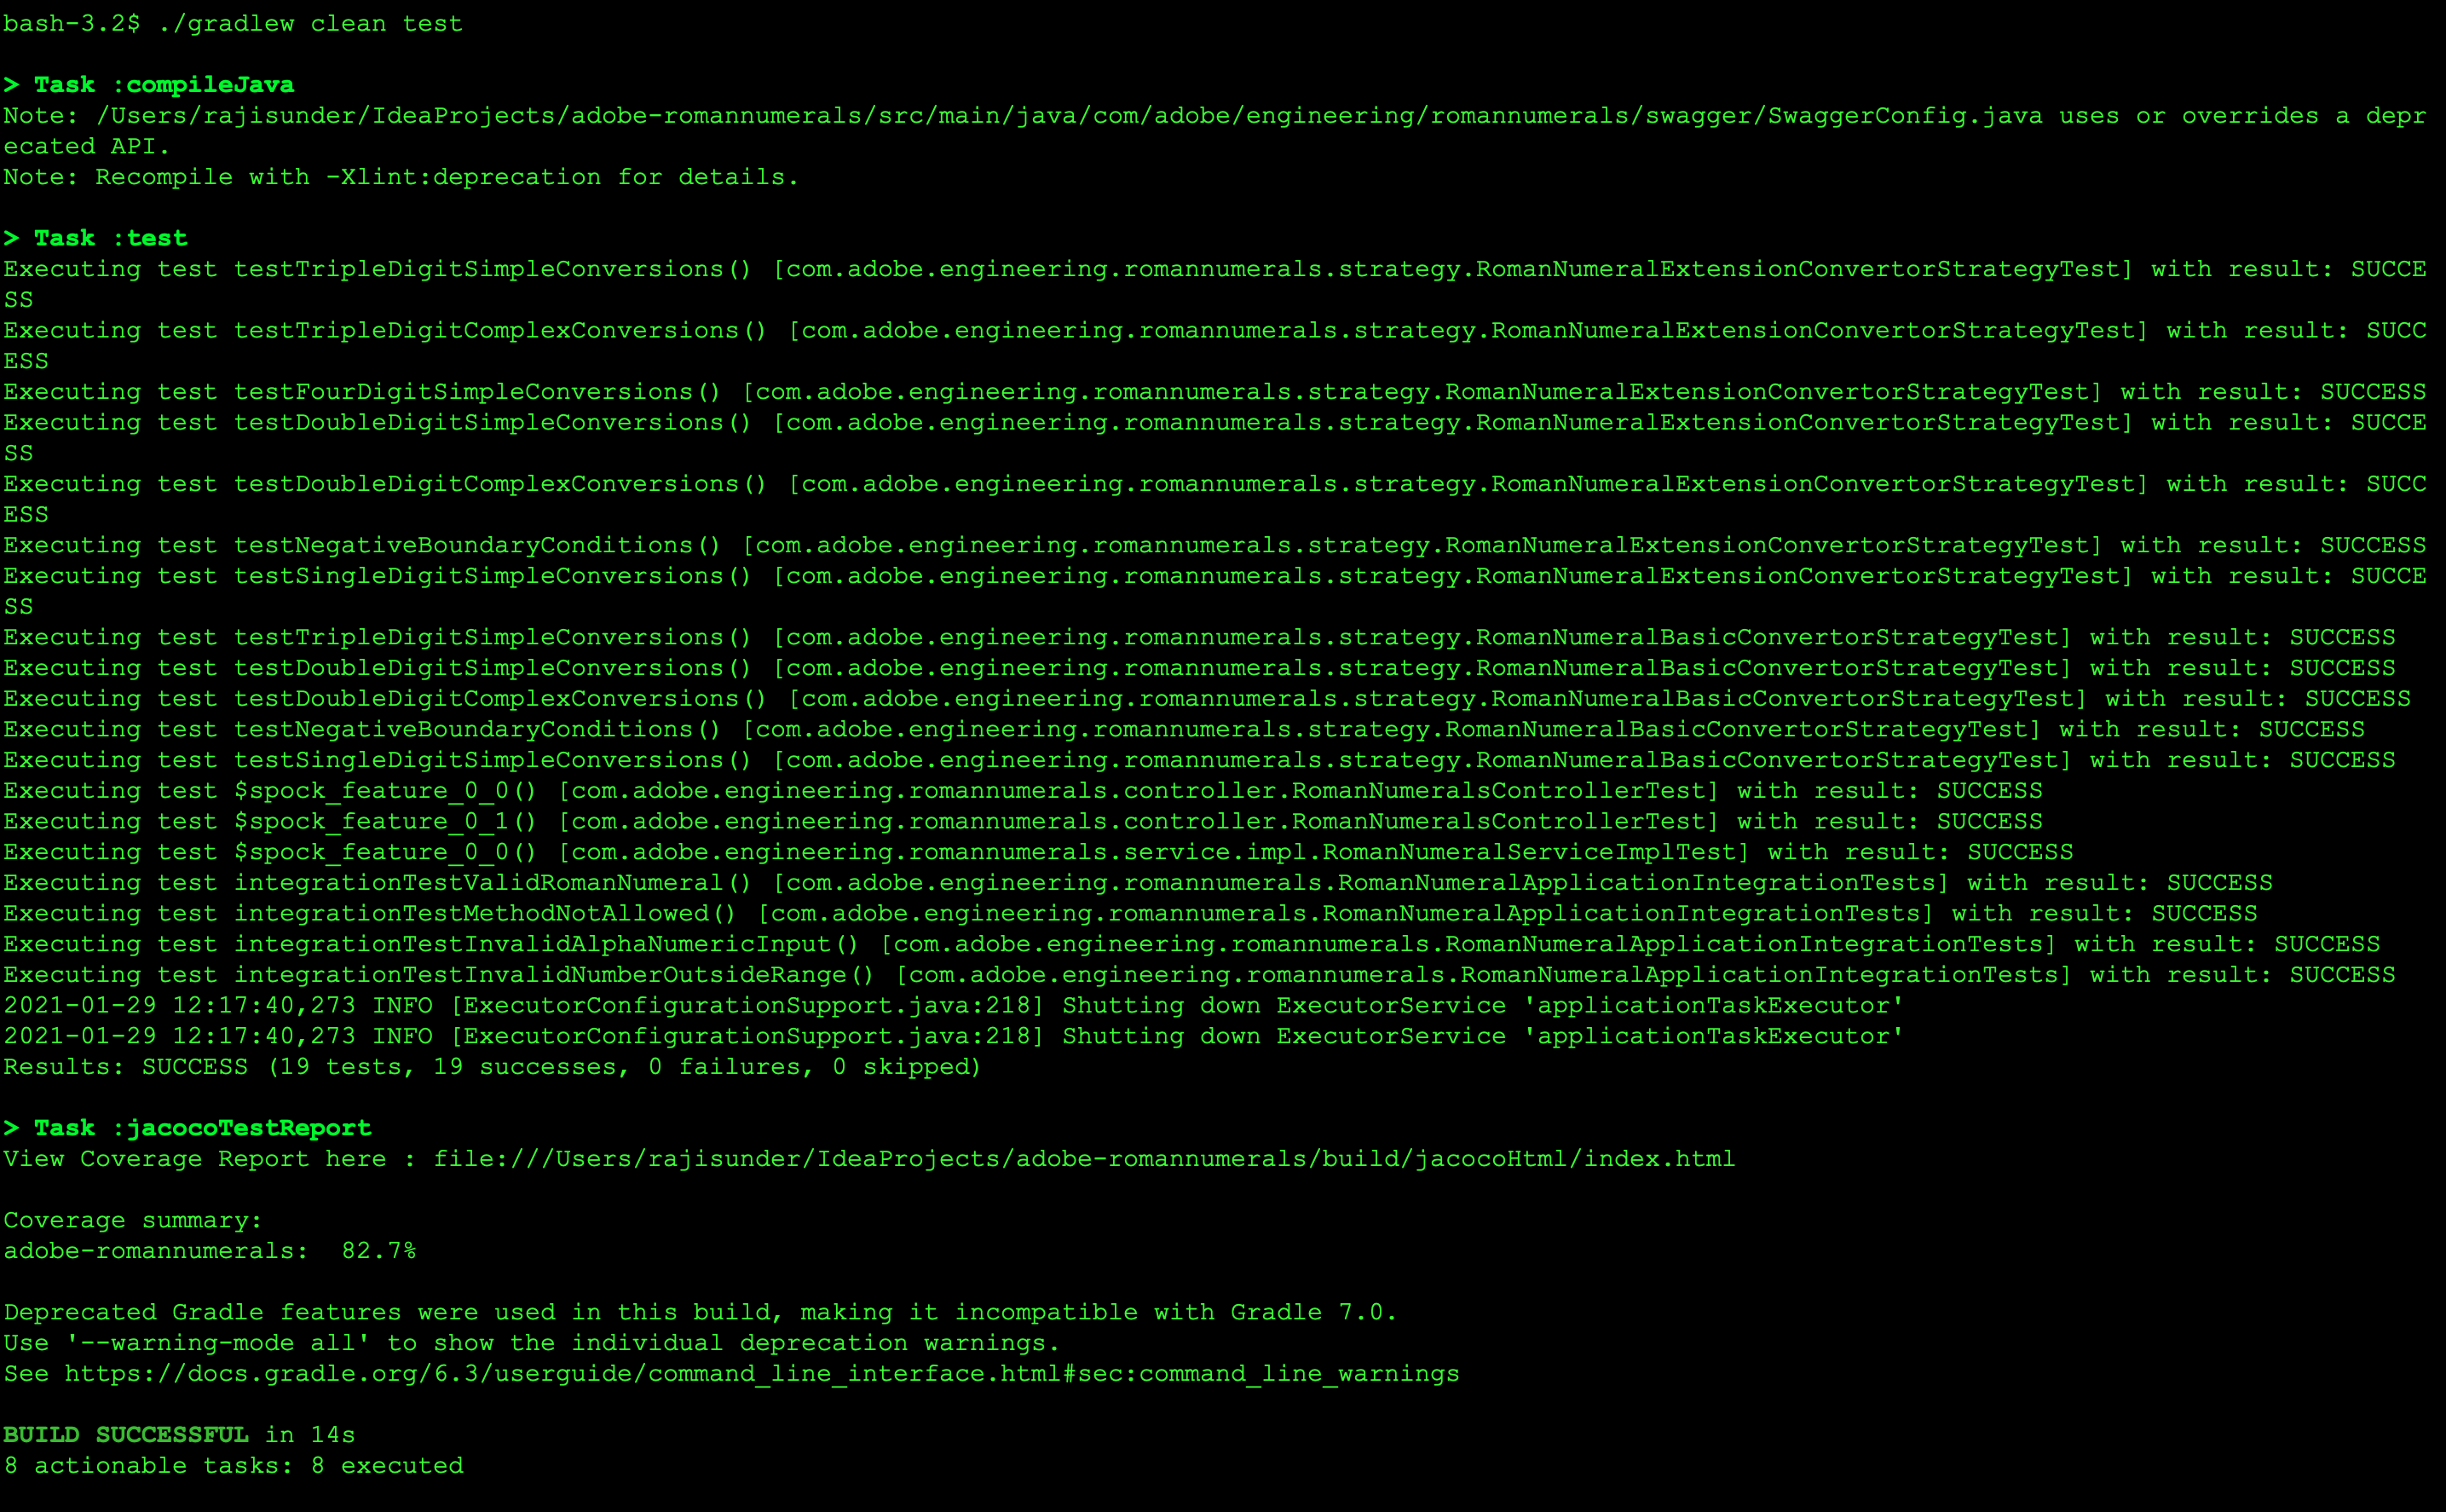 bash-3.2$ ./gradlew clean test
> Task :compileJava
Note: /Users/rajisunder/IdeaProjects/adobe-romannumerals/src/main/java/com/adobe/engineering/romannumerals/swagger/SwaggerConfig.java uses or overrides a depr
ecated API.
Note: Recompile with -Xlint:deprecation for details.
> Task :test
Executing test testTripleDigitSimpleConversions() [com.adobe.engineering.romannumerals.strategy.RomanNumeralExtensionConvertorStrategyTest] with result: SUCCE
SS
Executing test testTripleDigitComplexConversions() [com.adobe.engineering.romannumerals.strategy.RomanNumeralExtensionConvertorStrategyTest] with result: SUCC
ESS
Executing test testFourDigitSimpleConversions() [com.adobe.engineering.romannumerals.strategy.RomanNumeralExtensionConvertorStrategyTest] with result: SUCCESS
Executing test testDoubleDigitSimpleConversions() [com.adobe.engineering.romannumerals.strategy.RomanNumeralExtensionConvertorStrategyTest] with result: SUCCE
SS
Executing test testDoubleDigitComplexConversions() [com.adobe.engineering.romannumerals.strategy.RomanNumeralExtensionConvertorStrategyTest] with result: SUCC
ESS
Executing test testNegativeBoundaryConditions() [com.adobe.engineering.romannumerals.strategy.RomanNumeralExtensionConvertorStrategyTest] with result: SUCCESS
Executing test testSingleDigitSimpleConversions() [com.adobe.engineering.romannumerals.strategy.RomanNumeralExtensionConvertorStrategyTest] with result: SUCCE
SS
Executing test testTripleDigitSimpleConversions() [com.adobe.engineering.romannumerals.strategy.RomanNumeralBasicConvertorStrategyTest] with result: SUCCESS
Executing test testDoubleDigitSimpleConversions() [com.adobe.engineering.romannumerals.strategy.RomanNumeralBasicConvertorStrategyTest] with result: SUCCESS
Executing test testDoubleDigitComplexConversions() [com.adobe.engineering.romannumerals.strategy.RomanNumeralBasicConvertorStrategyTest] with result: SUCCESS
Executing test testNegativeBoundaryConditions() [com.adobe.engineering.romannumerals.strategy.RomanNumeralBasicConvertorStrategyTest] with result: SUCCESS
Executing test testSingleDigitSimpleConversions() [com.adobe.engineering.romannumerals.strategy.RomanNumeralBasicConvertorStrategyTest] with result: SUCCESS
Executing test $spock_feature_0_0() [com.adobe.engineering.romannumerals.controller.RomanNumeralsControllerTest] with result: SUCCESS
Executing test $spock_feature_0_1() [com.adobe.engineering.romannumerals.controller.RomanNumeralsControllerTest] with result: SUCCESS
Executing test $spock_feature_0_0() [com.adobe.engineering.romannumerals.service.impl.RomanNumeralServiceImplTest] with result: SUCCESS
Executing test integrationTestValidRomanNumeral() [com.adobe.engineering.romannumerals.RomanNumeralApplicationIntegrationTests] with result: SUCCESS
Executing test integrationTestMethodNotAllowed() [com.adobe.engineering.romannumerals.RomanNumeralApplicationIntegrationTests] with result: SUCCESS
Executing test integrationTestInvalidAlphaNumericInput() [com.adobe.engineering.romannumerals.RomanNumeralApplicationIntegrationTests] with result: SUCCESS
Executing test integrationTestInvalidNumberOutsideRange() [com.adobe.engineering.romannumerals.RomanNumeralApplicationIntegrationTests] with result: SUCCESS
2021-01-29 12:17:40,273 INFO [ExecutorConfigurationSupport.java:218] Shutting down ExecutorService 'applicationTaskExecutor'
2021-01-29 12:17:40,273 INFO [ExecutorConfigurationSupport.java:218] Shutting down ExecutorService 'applicationTaskExecutor'
Results: SUCCESS (19 tests, 19 successes, 0 failures, 0 skipped)
> Task :jacocoTestReport
View Coverage Report here : file:///Users/rajisunder/IdeaProjects/adobe-romannumerals/build/jacocoHtml/index.html
Coverage summary:
adobe-romannumerals:  82.7%
Deprecated Gradle features were used in this build, making it incompatible with Gradle 7.0.
Use '--warning-mode all' to show the individual deprecation warnings.
See https://docs.gradle.org/6.3/userguide/command_line_interface.html#sec:command_line_warnings
BUILD SUCCESSFUL in 14s
8 actionable tasks: 8 executed